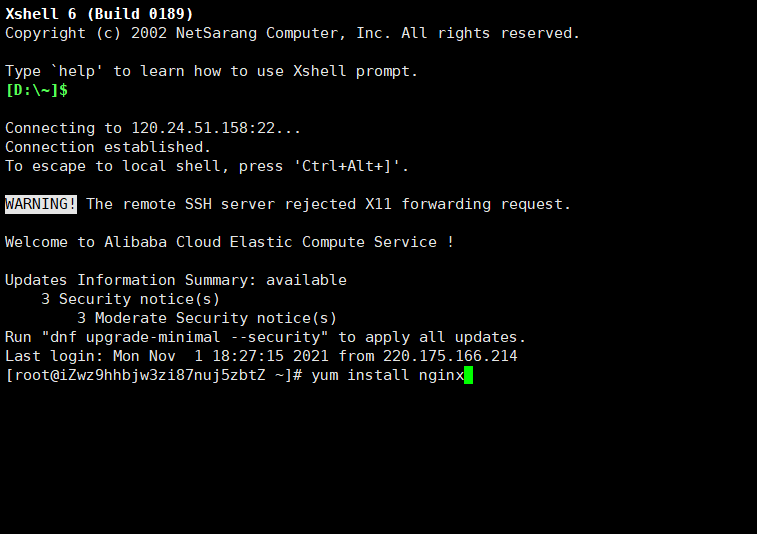 Xshell 6 (Build 0189)
Copyright (c) 2002 NetSarang Computer, Inc. All rights reserved.
Type `help' to learn how to use Xshell prompt.
[D:\~]$
Connecting to 120.24.51.158:22...
Connection established.
To escape to local shell, press 'Ctrl+Alt+]'.
WARNING! The remote SSH server rejected X11 forwarding request.
Welcome to Alibaba Cloud Elastic Compute Service !
Updates Information Summary: available
    3 Security notice(s)
        3 Moderate Security notice(s)
Run "dnf upgrade-minimal --security" to apply all updates.
Last login: Mon Nov  1 18:27:15 2021 from 220.175.166.214
[root@iZwz9hhbjw3zi87nuj5zbtZ ~]# yum install nginx